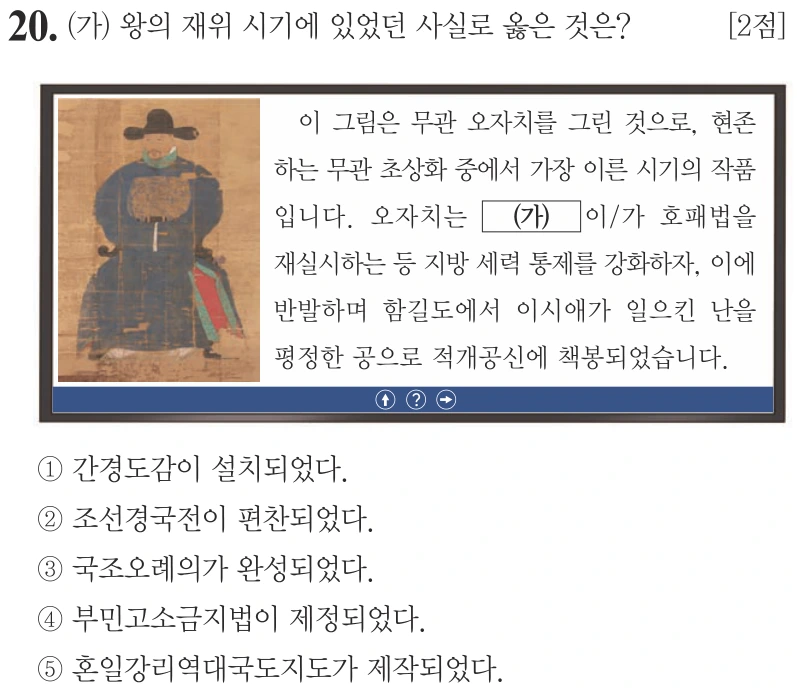 20. (가) 왕의 재위 시기에 있었던 사실로 옳은 것은? [2점]
이 그림은 무관 오자치를 그린 것으로, 현존
하는 무관 초상화 중에서 가장 이른 시기의 작품
입니다. 오자치는 (가) 이/가 호패법을
재실시하는 등 지방 세력 통제를 강화하자, 이에
반발하며 함길도에서 이시애가 일으킨 난을
평정한 공으로 적개공신에 책봉되었습니다.
① 간경도감이 설치되었다.
② 조선경국전이 편찬되었다.
③ 국조오례의가 완성되었다.
④ 부민고소금지법이 제정되었다.
⑤ 혼일강리역대국도지도가 제작되었다.